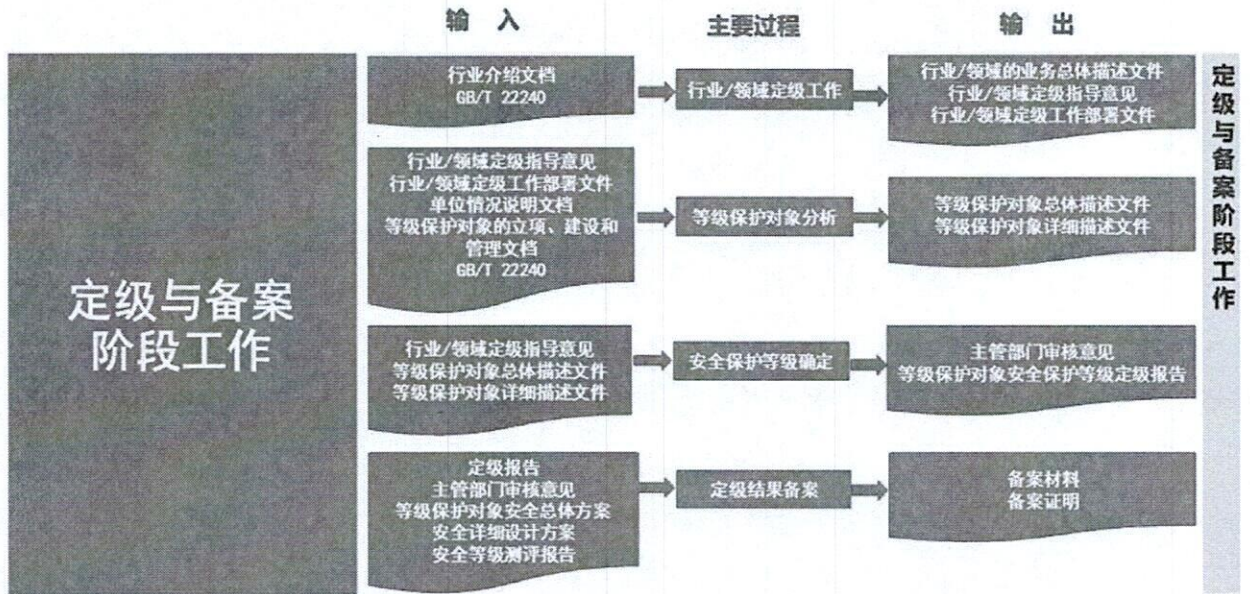 输 入
主要过程
输 出
定级与备案
阶段工作
行业介绍文档
GB/T 22240
行业/领域定级工作
行业/领域的业务总体描述文件
行业/领域定级指导意见
行业/领域定级工作部署文件
行业/领域定级指导意见
行业/领域定级工作部署文件
单位情况说明文档
等级保护对象的立项、建设和
管理文档
GB/T 22240
等级保护对象分析
等级保护对象总体描述文件
等级保护对象详细描述文件
行业/领域定级指导意见
等级保护对象总体描述文件
等级保护对象详细描述文件
安全保护等级确定
主管部门审核意见
等级保护对象安全保护等级定级报告
定级报告
主管部门审核意见
等级保护对象安全总体方案
安全详细设计方案
安全等级测评报告
定级结果备案
备案材料
备案证明
定级与备案阶段工作